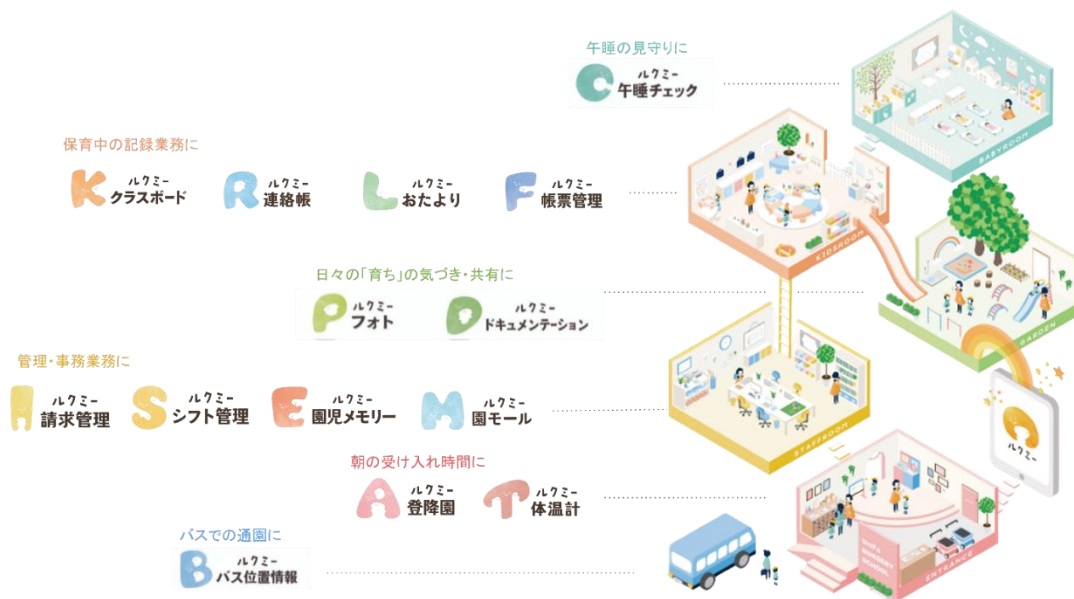 午睡の見守りに
C ルクミー
午睡チェック
BABYROOM
保育中の記録業務に
K ルクミー
クラスボード
R ルクミー
連絡帳
L ルクミー
おたより
F ルクミー
帳票管理
KIDSROOM
日々の「育ち」の気づき・共有に
P ルクミー
フォト
D ルクミー
ドキュメンテーション
GARDEN
管理・事務業務に
ルクミー
請求管理
S ルクミー
シフト管理
E ルクミー
園児メモリー
M ルクミー
園モール
STAFFROOM
ルクミー
朝の受け入れ時間に
A ルクミー
登降園
T ルクミー
体温計
UniFa
NURSERY
SCHOOL
ENTRANCE
バスでの通園に
B ルクミー
バス位置情報